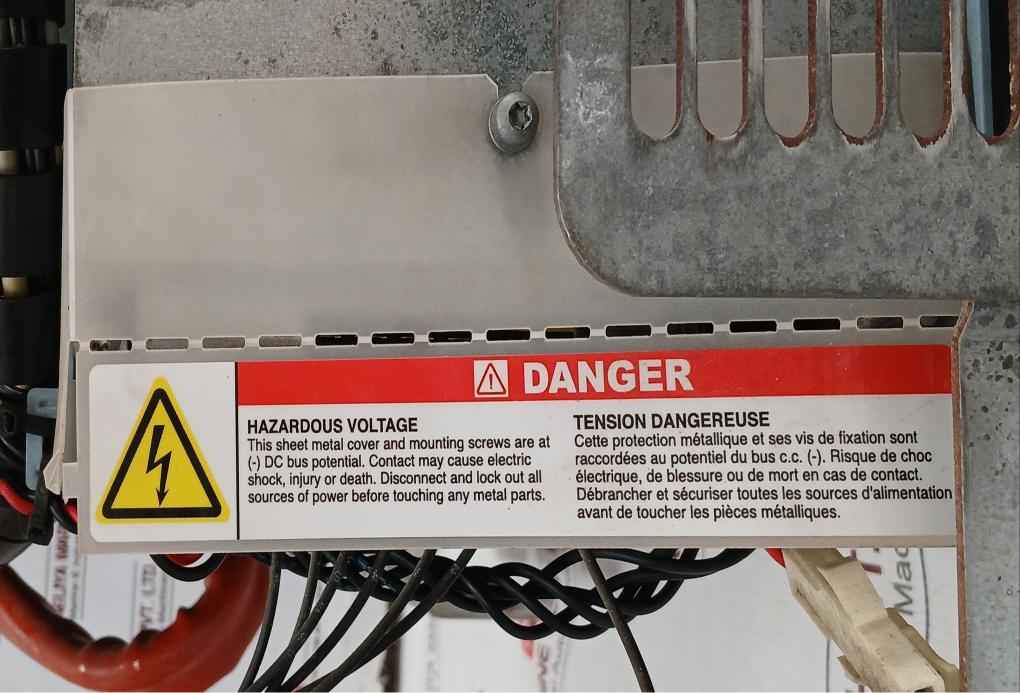 DANGER
HAZARDOUS VOLTAGE
This sheet metal cover and mounting screws are at
(-) DC bus potential. Contact may cause electric
shock, injury or death. Disconnect and lock out all
sources of power before touching any metal parts.
TENSION DANGEREUSE
Cette protection métallique et ses vis de fixation sont
raccordées au potentiel du bus c.c. (-). Risque de choc
électrique, de blessure ou de mort en cas de contact.
Débrancher et sécuriser toutes les sources d'alimentation
avant de toucher les pièces métalliques.